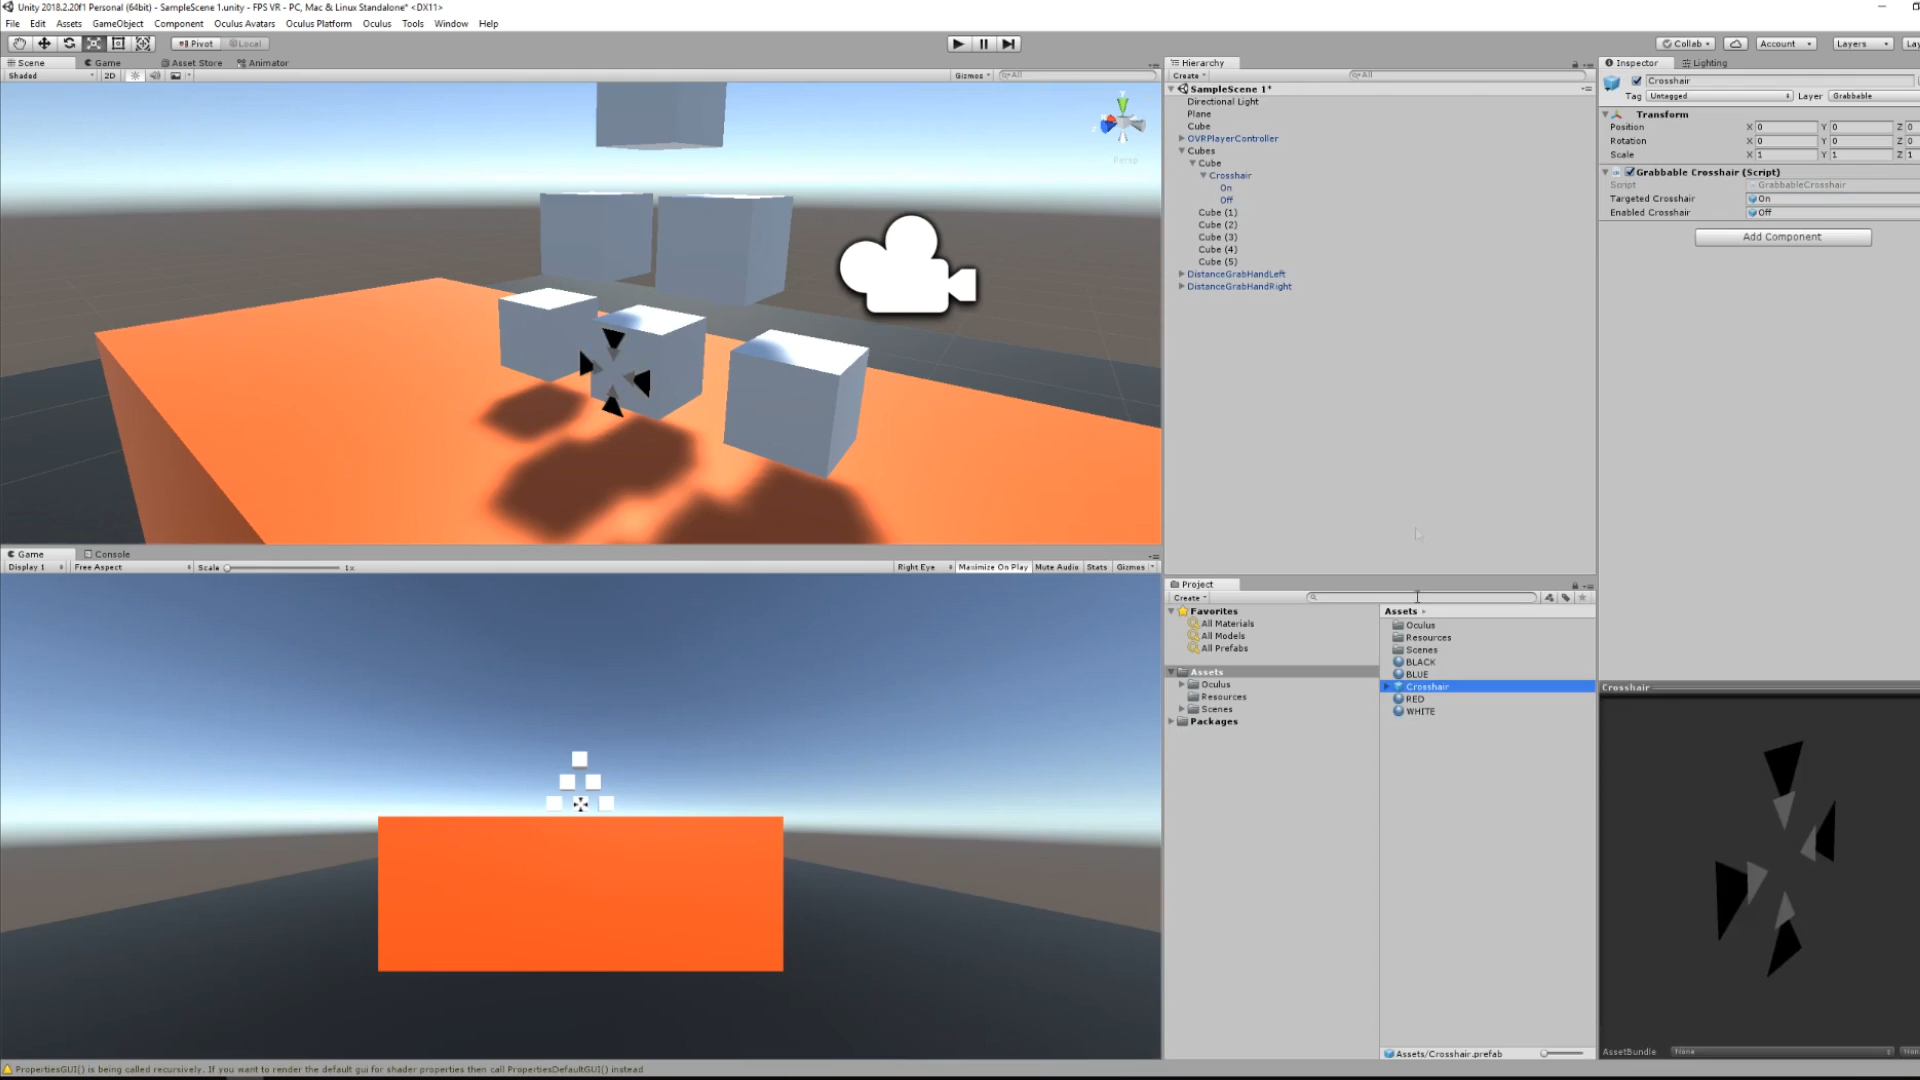 Unity 2018.2.20f1 Personal (64bit) - SampleScene 1.unity - FPS VR - PC, Mac & Linux Standalone* <DX11>
File Edit Assets GameObject Component Oculus Avatars Oculus Platform Oculus Tools Window Help
Pivot Local Collab Account Layers Lay
Scene Game Asset Store Animator
Shaded 2D Gizmos All
Persp
Hierarchy
Create All
SampleScene 1*
Directional Light
Plane
Cube
OVRPlayerController
Cubes
Cube
Crosshair
On
Off
Cube (1)
Cube (2)
Cube (3)
Cube (4)
Cube (5)
DistanceGrabHandLeft
DistanceGrabHandRight
Inspector Lighting
Crosshair
Tag Untagged Layer Grabbable
Transform
Position X 0 Y 0 Z 0
Rotation X 0 Y 0 Z 0
Scale X 1 Y 1 Z 1
Grabbable Crosshair (Script)
Script GrabbableCrosshair
Targeted Crosshair On
Enabled Crosshair Off
Add Component
Game Console
Display 1 Free Aspect Scale 1x Right Eye Maximize On Play Mute Audio Stats Gizmos
Project
Create
Favorites
All Materials
All Models
All Prefabs
Assets
Oculus
Resources
Scenes
Packages
Assets
Oculus
Resources
Scenes
BLACK
BLUE
Crosshair
RED
WHITE
Assets/Crosshair.prefab
Crosshair
AssetBundle None Non
PropertiesGUI() is being called recursively. If you want to render the default gui for shader properties then call PropertiesDefaultGUI() instead